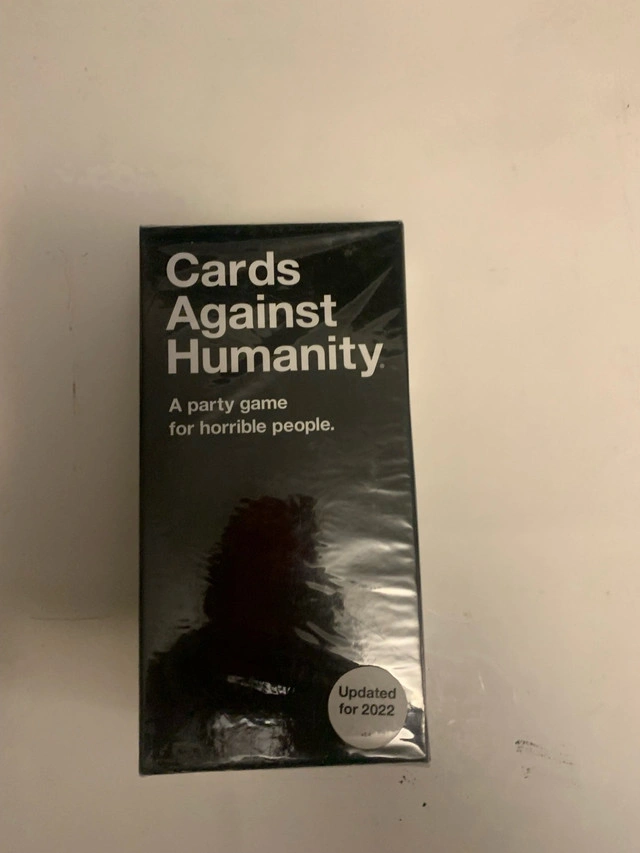 Cards
Against
Humanity
A party game
for horrible people.
Updated
for 2022